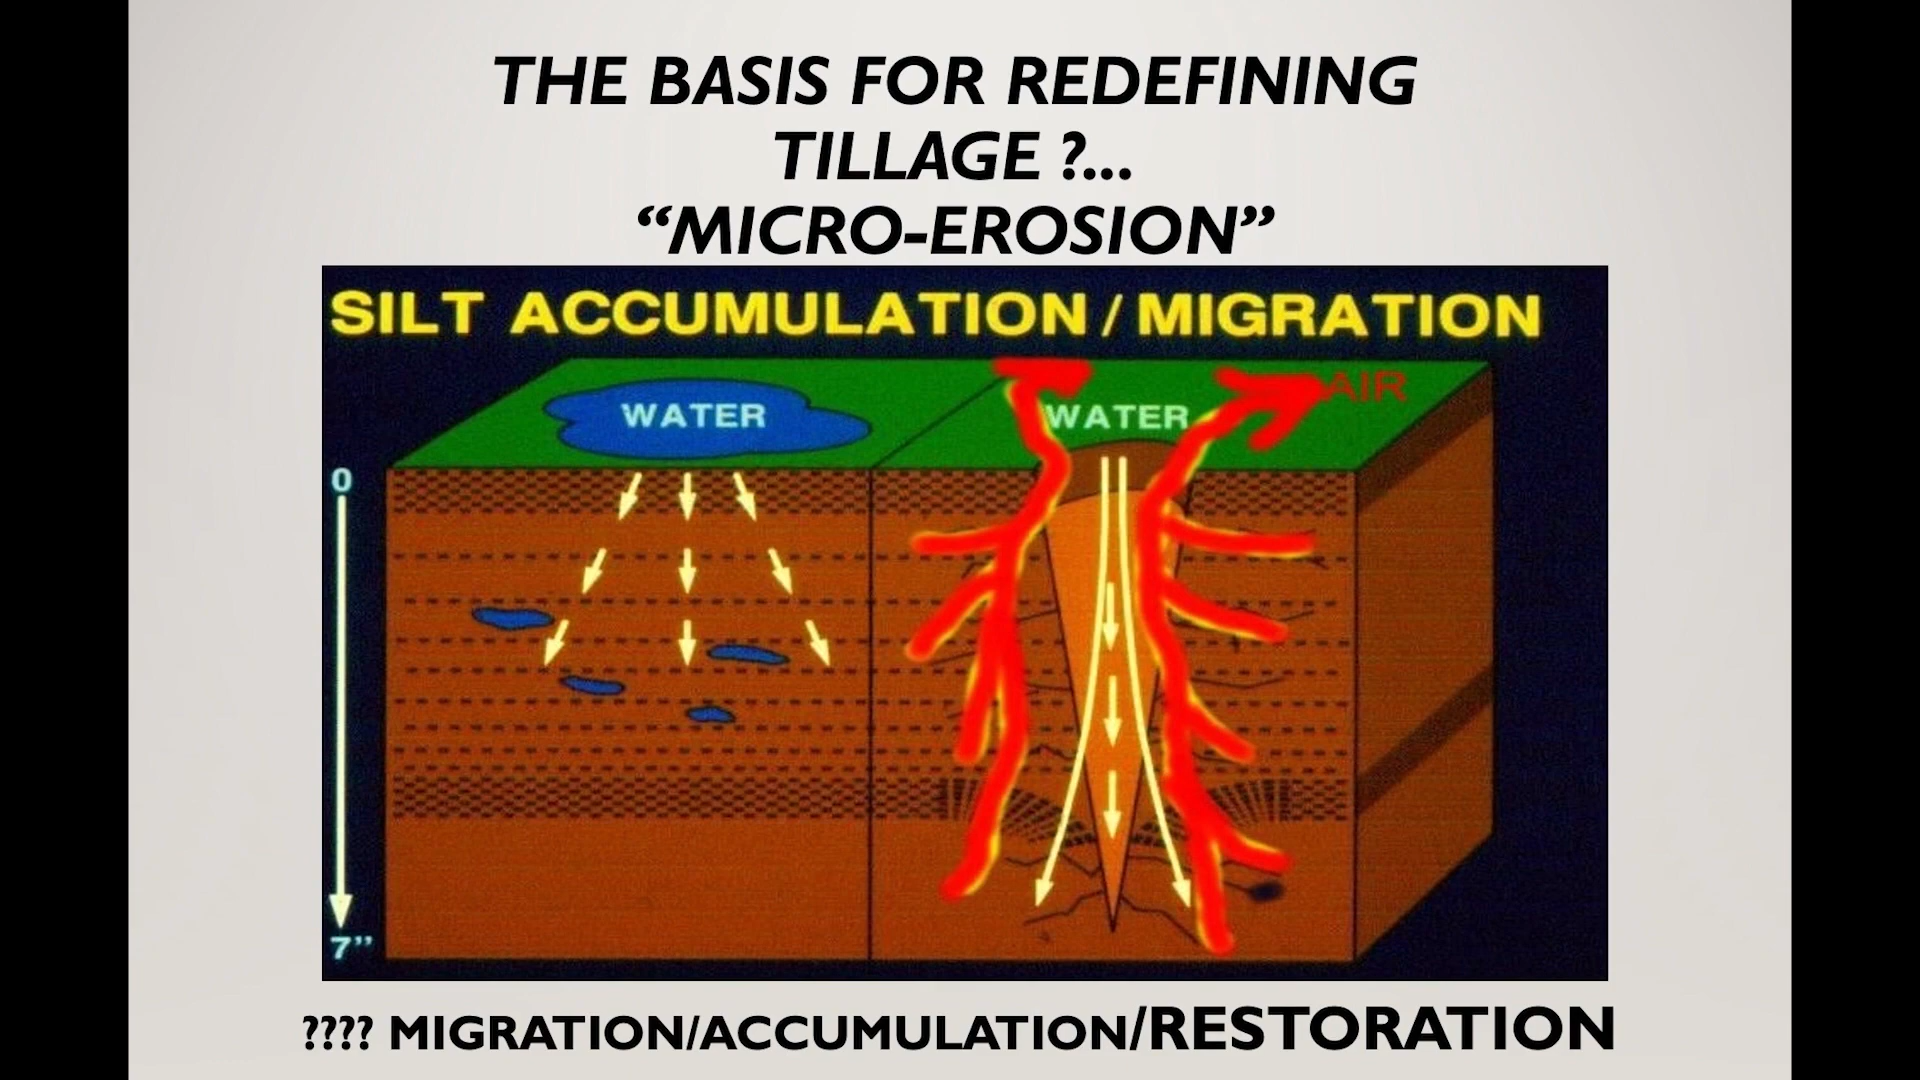 THE BASIS FOR REDEFINING
TILLAGE ?...
“MICRO-EROSION”
SILT ACCUMULATION / MIGRATION
WATER
WATER
AIR
0
7”
???? MIGRATION/ACCUMULATION/RESTORATION